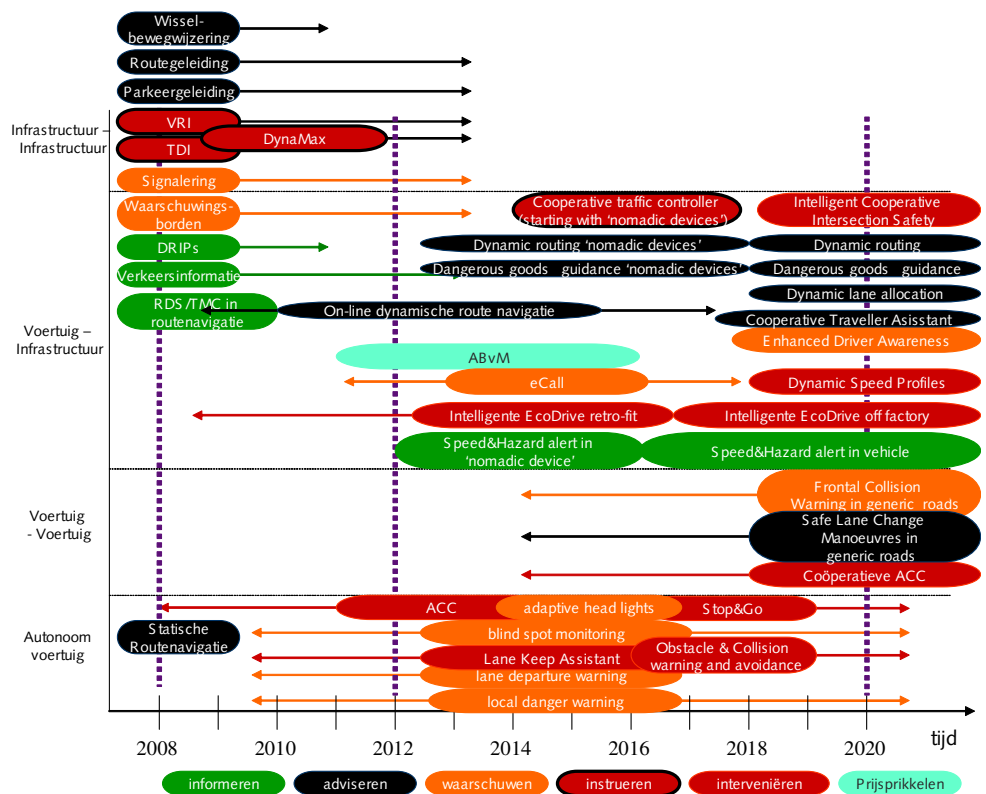 Wissel-
bewegwijzering
Routegeleiding
Parkeergeleiding
Infrastructuur –
Infrastructuur
VRI
DynaMax
TDI
Signalering
Waarschuwings-
borden
Cooperative traffic controller
(starting with ‘nomadic devices’)
Intelligent Cooperative
Intersection Safety
DRIPs
Dynamic routing ‘nomadic devices’
Dynamic routing
Verkeersinformatie
Dangerous goods guidance ‘nomadic devices’
Dangerous goods guidance
Dynamic lane allocation
RDS/TMC in
routenavigatie
On-line dynamische route navigatie
Cooperative Traveller Asisstant
Voertuig –
Infrastructuur
Enhanced Driver Awareness
ABvM
eCall
Dynamic Speed Profiles
Intelligente EcoDrive retro-fit
Intelligente EcoDrive off factory
Speed&Hazard alert in
‘nomadic device’
Speed&Hazard alert in vehicle
Voertuig
- Voertuig
Frontal Collision
Warning in generic roads
Safe Lane Change
Manoeuvres in
generic roads
Coöperatieve ACC
Autonoom
voertuig
ACC
adaptive head lights
Stop&Go
Statische
Routenavigatie
blind spot monitoring
Lane Keep Assistant
Obstacle & Collision
warning and avoidance
lane departure warning
local danger warning
2008
2010
2012
2014
2016
2018
2020
tijd
informeren
adviseren
waarschuwen
instrueren
interveniëren
Prijsprikkelen